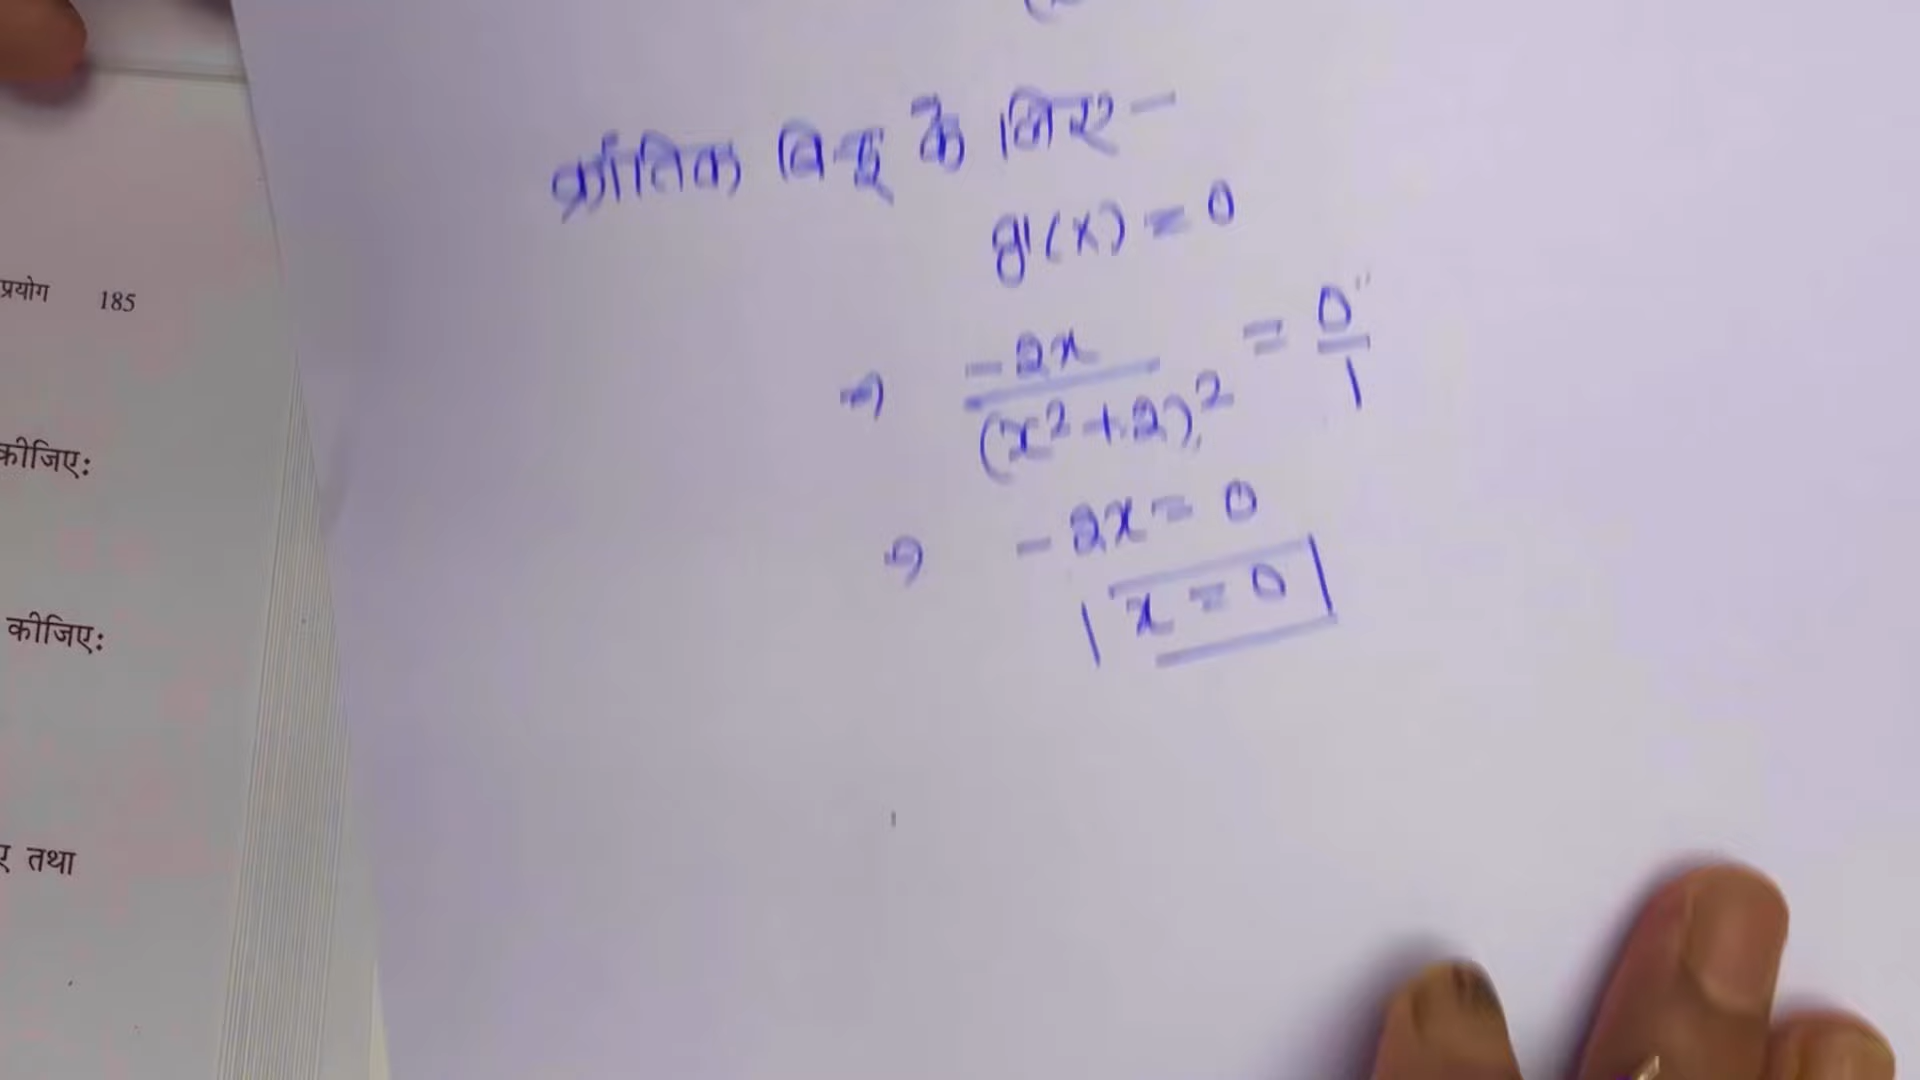 क्रांतिक बिन्दू के लिए −
g'(x) = 0
⇒ -2x/(x²+2)² = 0/1
⇒ -2x = 0
x = 0
प्रयोग 185
कीजिए:
कीजिए:
तथा